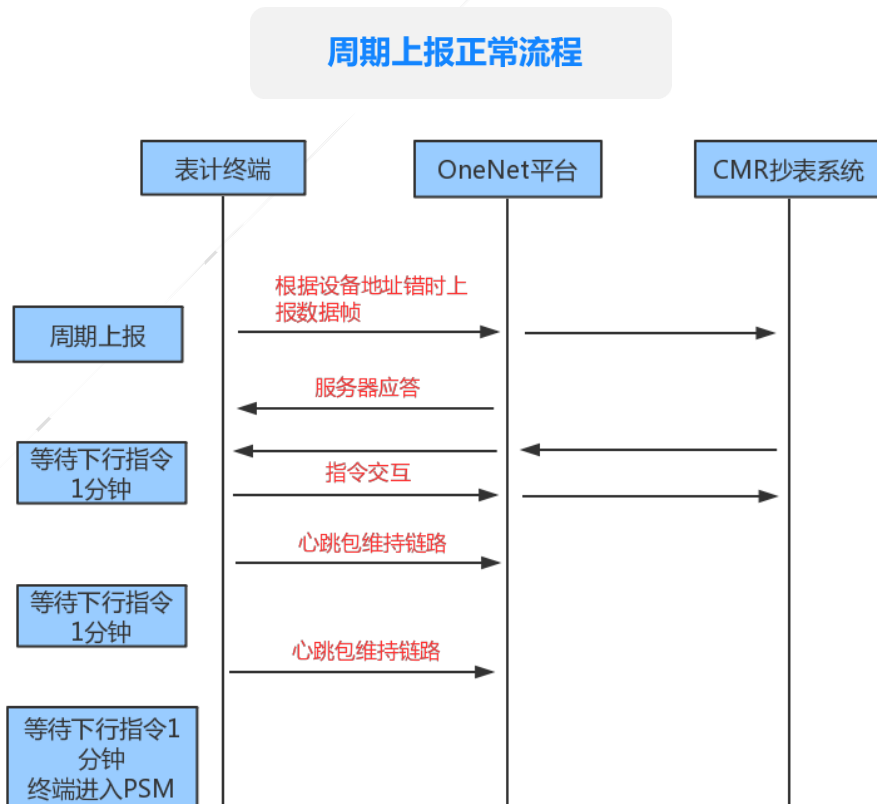 周期上报正常流程
表计终端
OneNet平台
CMR抄表系统
根据设备地址错时上
报数据帧
周期上报
服务器应答
等待下行指令
1分钟
指令交互
心跳包维持链路
等待下行指令
1分钟
心跳包维持链路
等待下行指令1
分钟
终端进入PSM